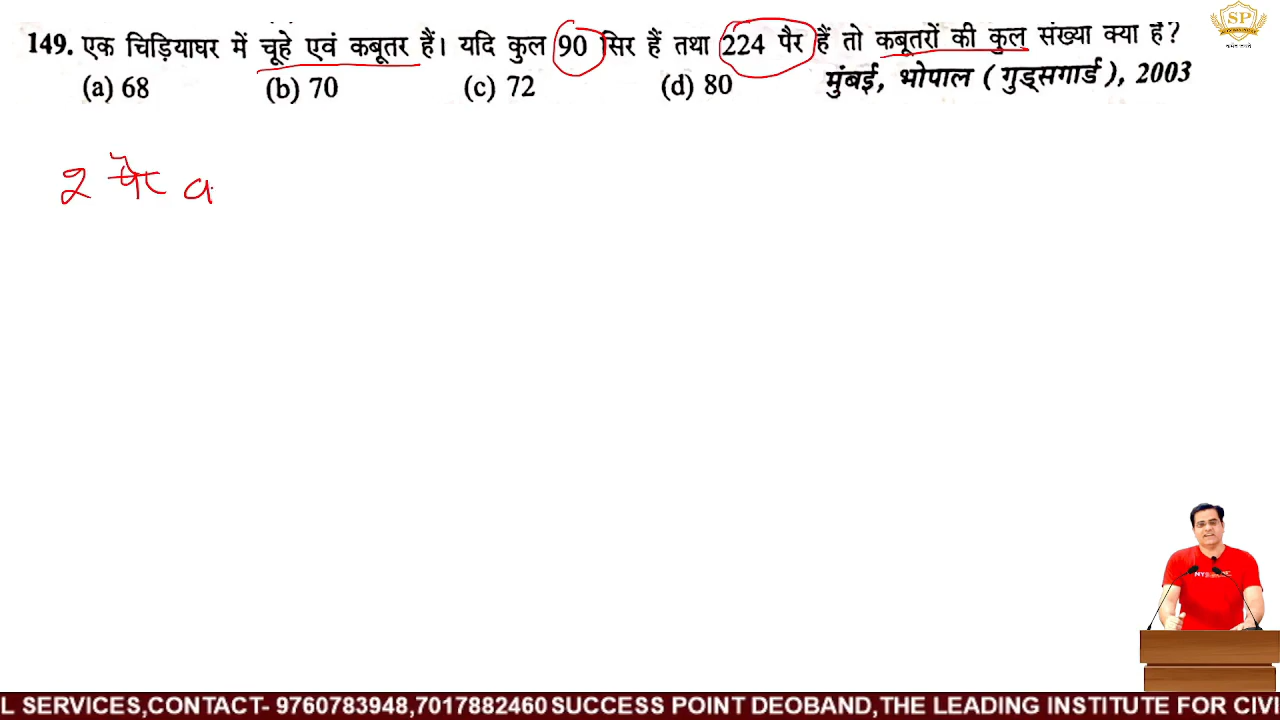 149. एक चिड़ियाघर में चूहे एवं कबूतर हैं। यदि कुल 90 सिर हैं तथा 224 पैर हैं तो कबूतरों की कुल संख्या क्या है?
(a) 68 (b) 70 (c) 72 (d) 80 मुंबई, भोपाल (गुड्सगार्ड), 2003
SP
2 पैर व
L SERVICES,CONTACT- 9760783948,7017882460 SUCCESS POINT DEOBAND,THE LEADING INSTITUTE FOR CIVI